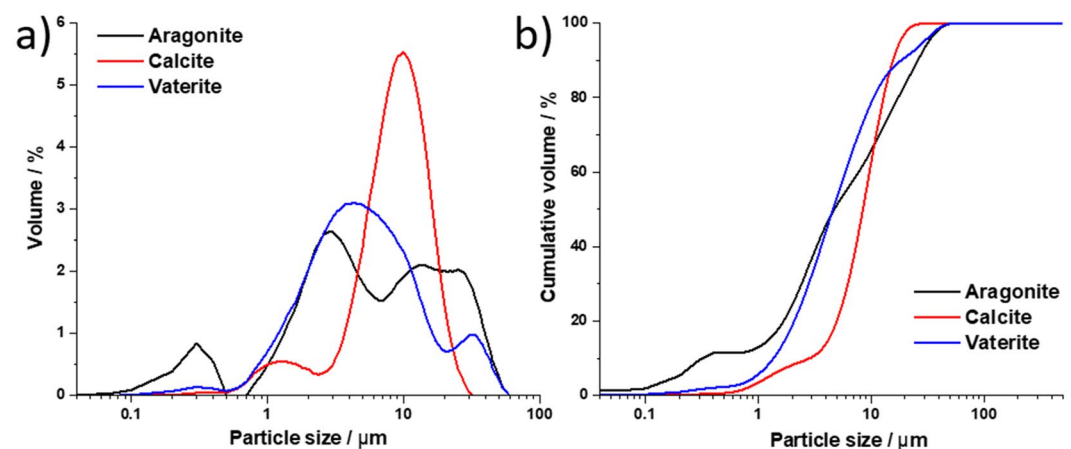 a)
Aragonite
Calcite
Vaterite
Volume / %
6
5
4
3
2
1
0
0.1
1
10
100
Particle size / µm
b)
Cumulative volume / %
100
80
60
40
20
0
Aragonite
Calcite
Vaterite
0.1
1
10
100
Particle size / µm